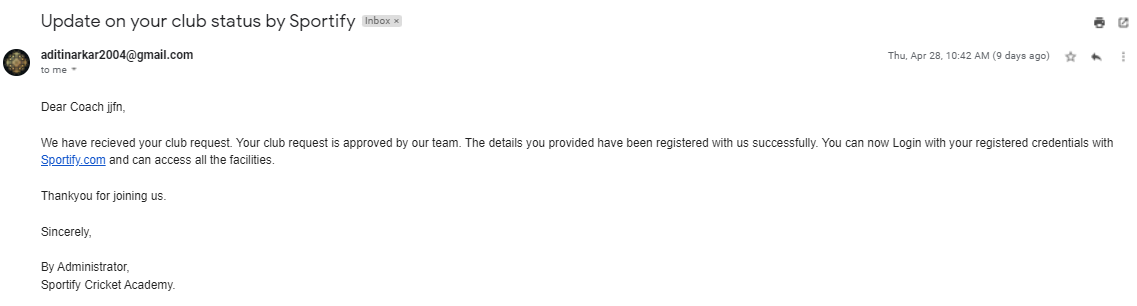 Update on your club status by Sportify Inbox ×
aditinarkar2004@gmail.com Thu, Apr 28, 10:42 AM (9 days ago)
to me
Dear Coach jjfn,
We have recieved your club request. Your club request is approved by our team. The details you provided have been registered with us successfully. You can now Login with your registered credentials with
Sportify.com and can access all the facilities.
Thankyou for joining us.
Sincerely,
By Administrator,
Sportify Cricket Academy.